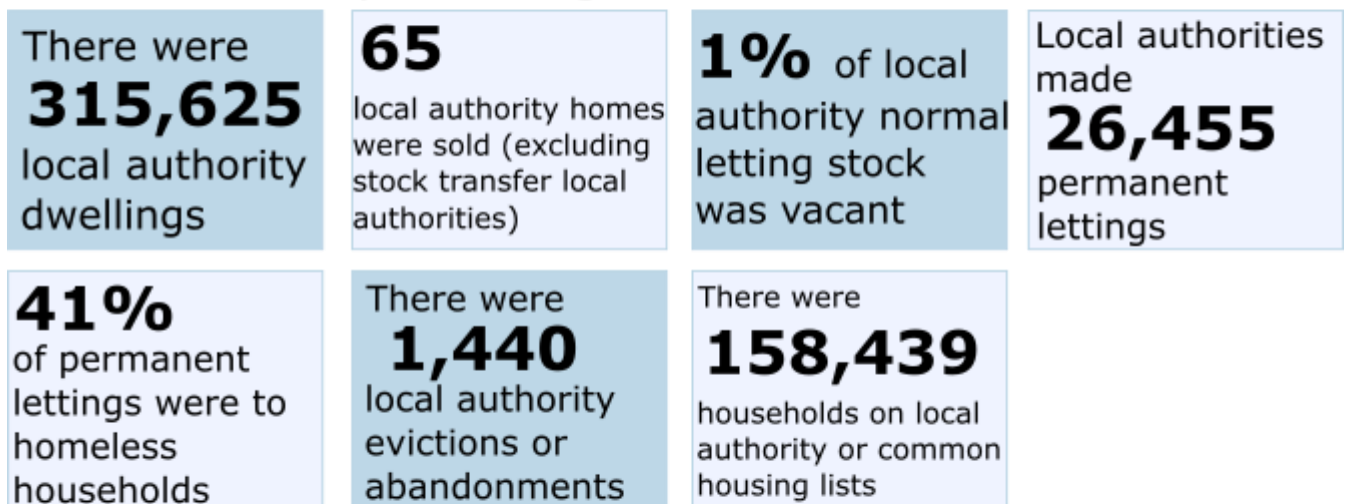 There were
315,625
local authority
dwellings
65
local authority homes
were sold (excluding
stock transfer local
authorities)
1% of local
authority normal
letting stock
was vacant
Local authorities
made
26,455
permanent
lettings
41%
of permanent
lettings were to
homeless
households
There were
1,440
local authority
evictions or
abandonments
There were
158,439
households on local
authority or common
housing lists